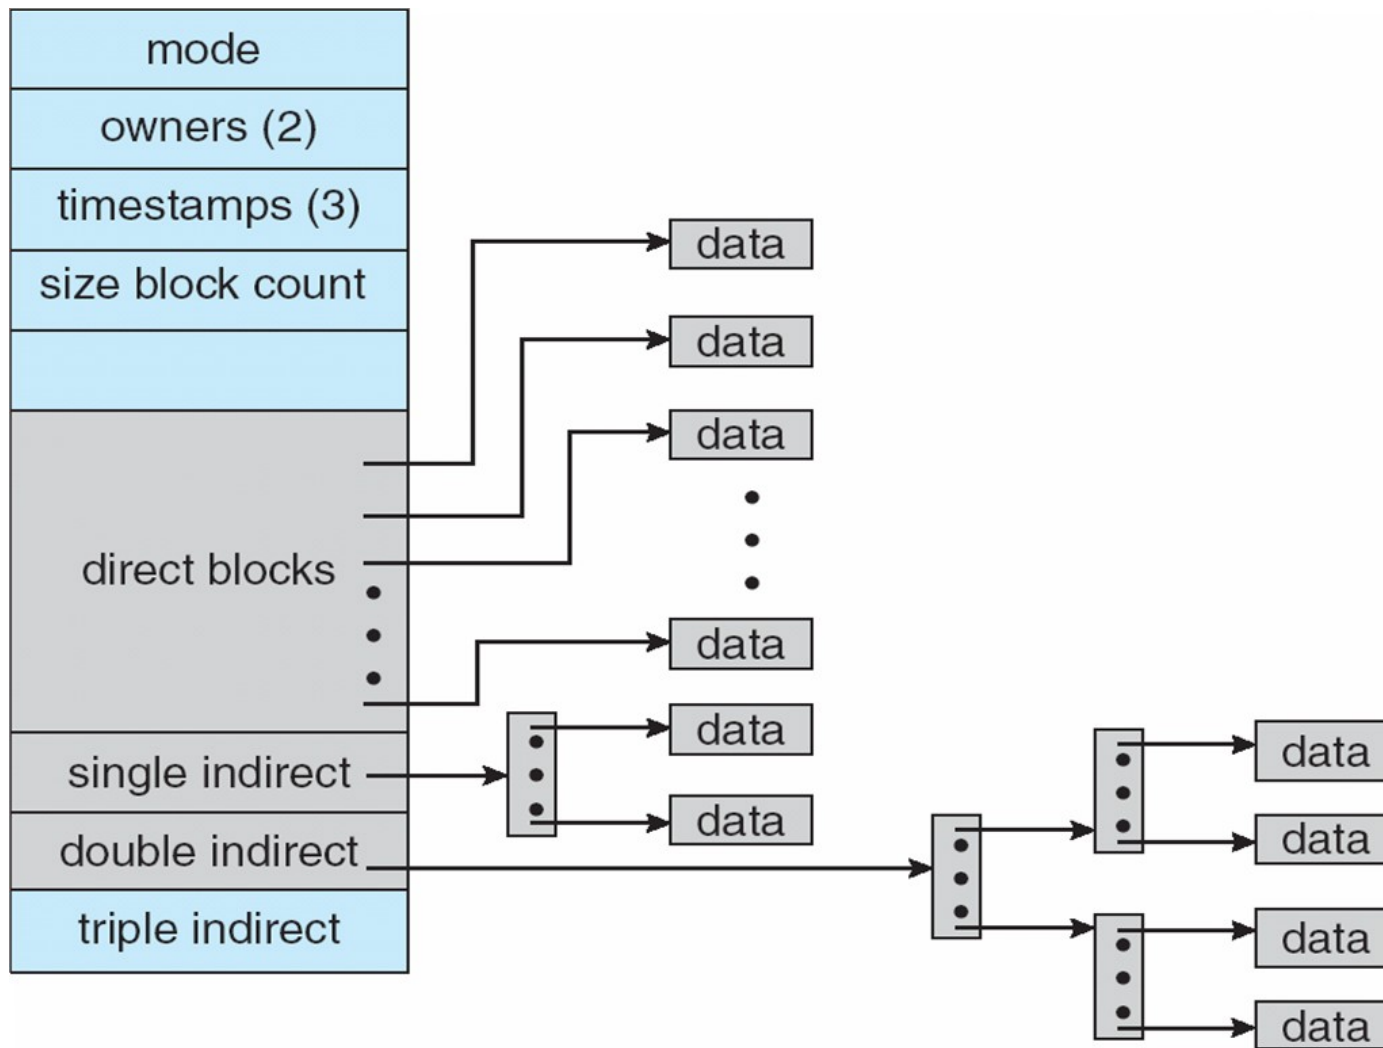 mode
owners (2)
timestamps (3)
size block count
direct blocks
single indirect
double indirect
triple indirect
data
data
data
data
data
data
data
data
data
data